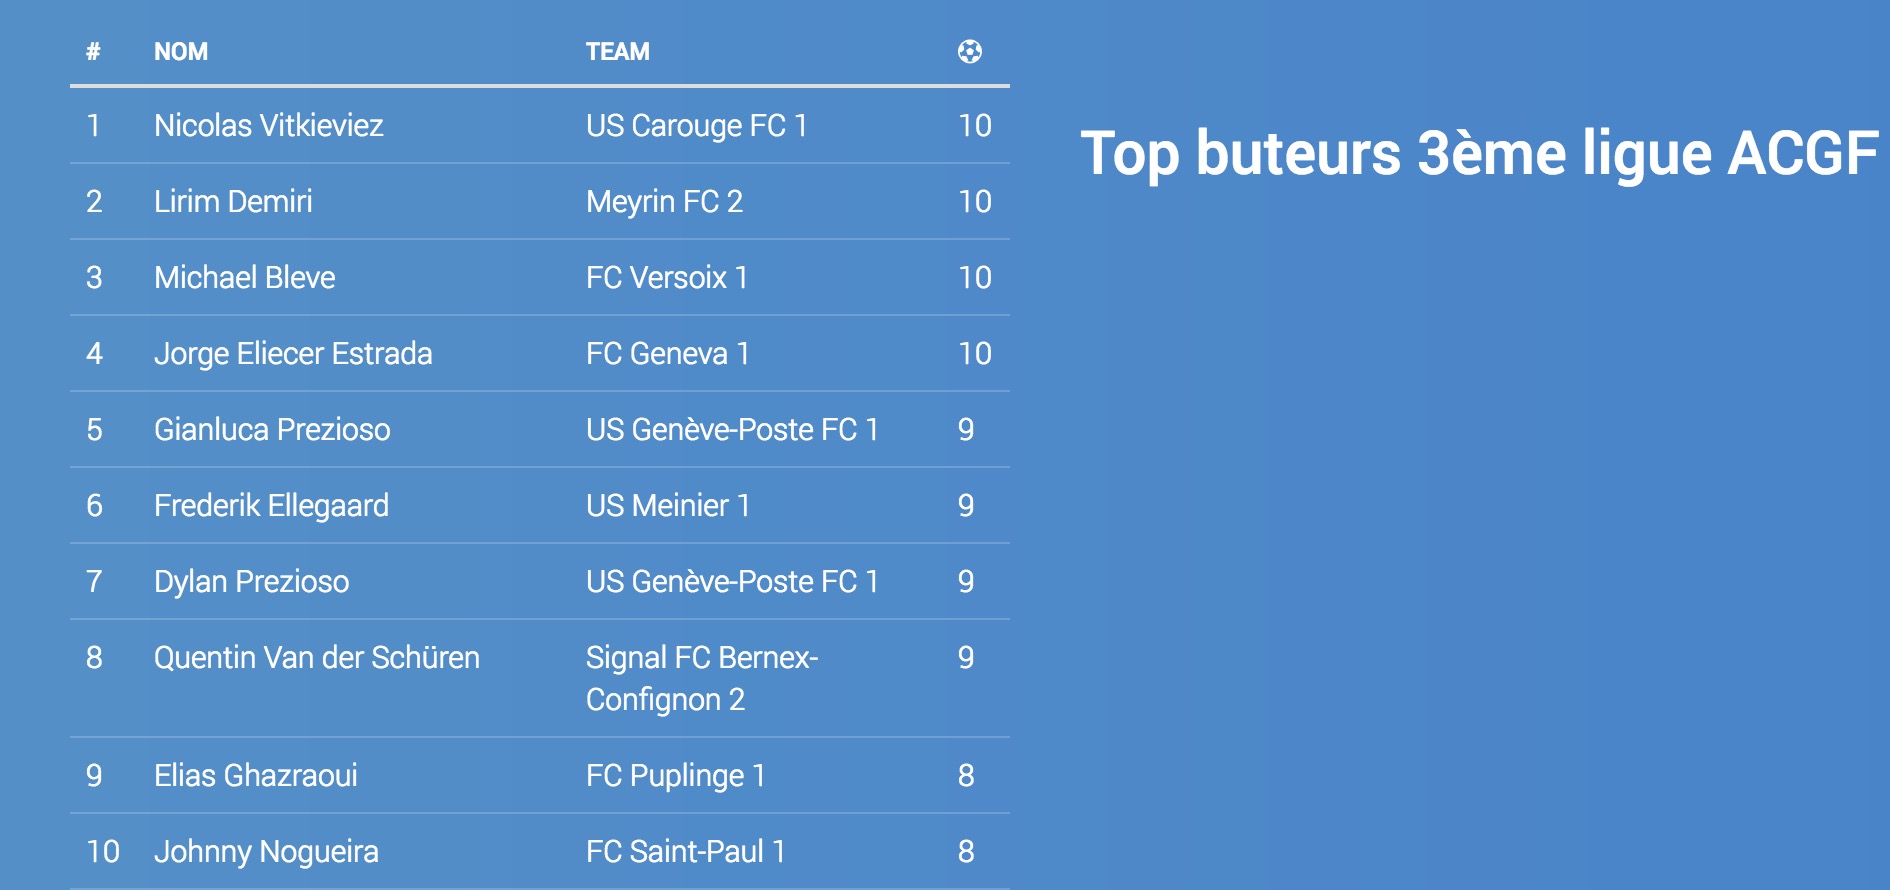 # NOM TEAM
1 Nicolas Vitkieviez US Carouge FC 1 10
2 Lirim Demiri Meyrin FC 2 10
3 Michael Bleve FC Versoix 1 10
4 Jorge Eliecer Estrada FC Geneva 1 10
5 Gianluca Prezioso US Genève-Poste FC 1 9
6 Frederik Ellegaard US Meinier 1 9
7 Dylan Prezioso US Genève-Poste FC 1 9
8 Quentin Van der Schüren Signal FC Bernex- 9
Confignon 2
9 Elias Ghazraoui FC Puplinge 1 8
10 Johnny Nogueira FC Saint-Paul 1 8
Top buteurs 3ème ligue ACGF